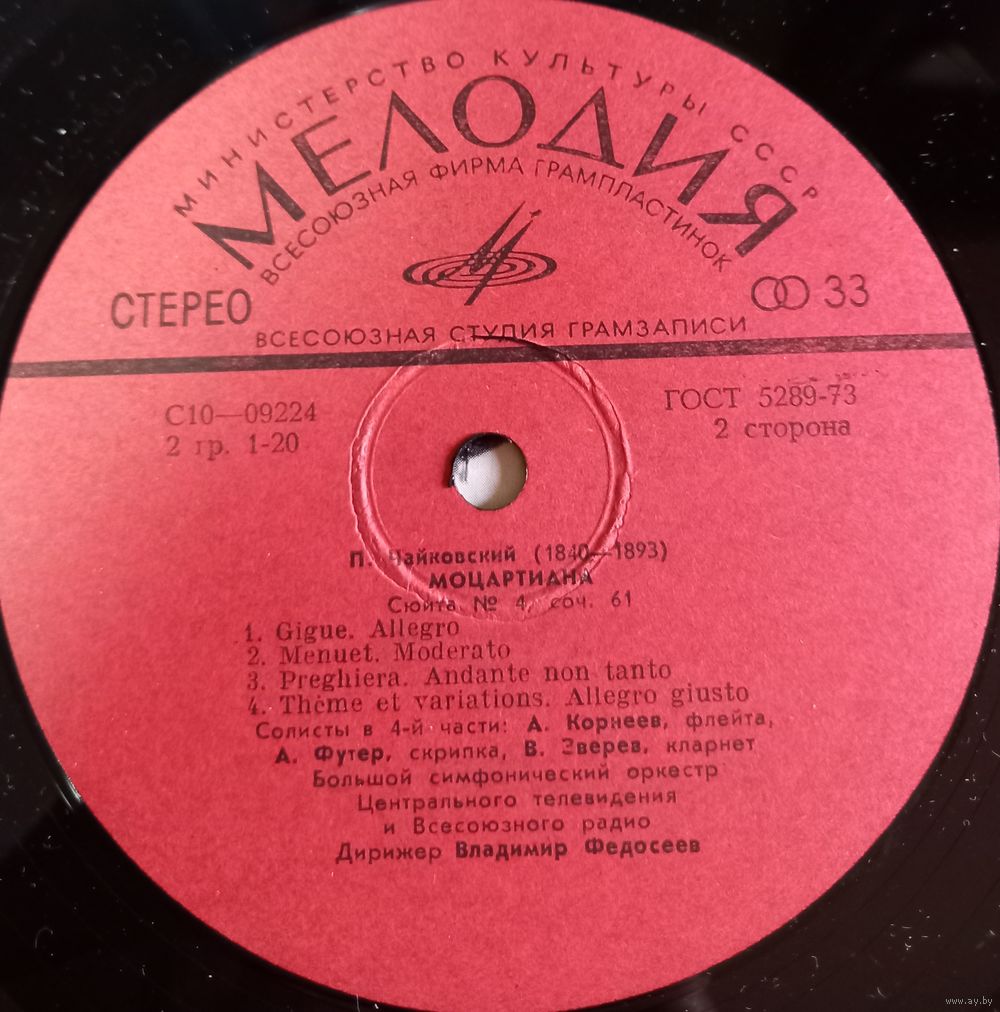 МИНИСТЕРСТВО КУЛЬТУРЫ СССР
МЕЛОДИЯ
ВСЕСОЮЗНАЯ ФИРМА ГРАМПЛАСТИНОК
СТЕРЕО
33
ВСЕСОЮЗНАЯ СТУДИЯ ГРАМЗАПИСИ
С10—09224
ГОСТ 5289-73
2 гр. 1-20
2 сторона
П. Чайковский (1840—1893)
МОЦАРТИАНА
Сюита № 4, соч. 61
1. Gigue. Allegro
2. Menuet. Moderato
3. Preghiera. Andante non tanto
4. Thême et variations. Allegro giusto
Солисты в 4-й части: А. Корнеев, флейта,
А. Футер, скрипка, В. Зверев, кларнет
Большой симфонический оркестр
Центрального телевидения
и Всесоюзного радио
Дирижер Владимир Федосеев
www.ay.by